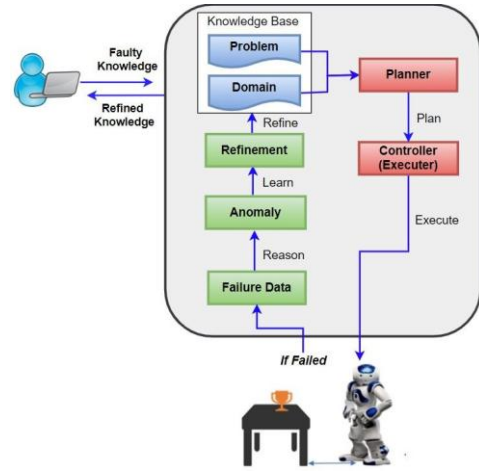 Knowledge Base
Problem
Domain
Faulty
Knowledge
Refined
Knowledge
Planner
Refine
Plan
Refinement
Controller
(Executer)
Learn
Anomaly
Execute
Reason
Failure Data
If Failed